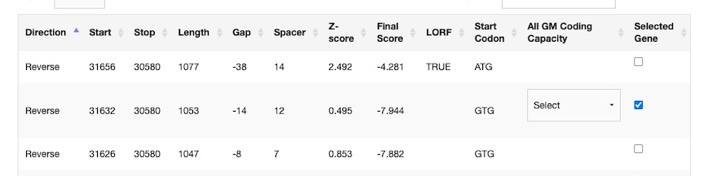 Direction Start Stop Length Gap Spacer Z-score Final Score LORF Start Codon All GM Coding Capacity Selected Gene
Reverse 31656 30580 1077 -38 14 2.492 -4.281 TRUE ATG
Reverse 31632 30580 1053 -14 12 0.495 -7.944 GTG Select
Reverse 31626 30580 1047 -8 7 0.853 -7.882 GTG